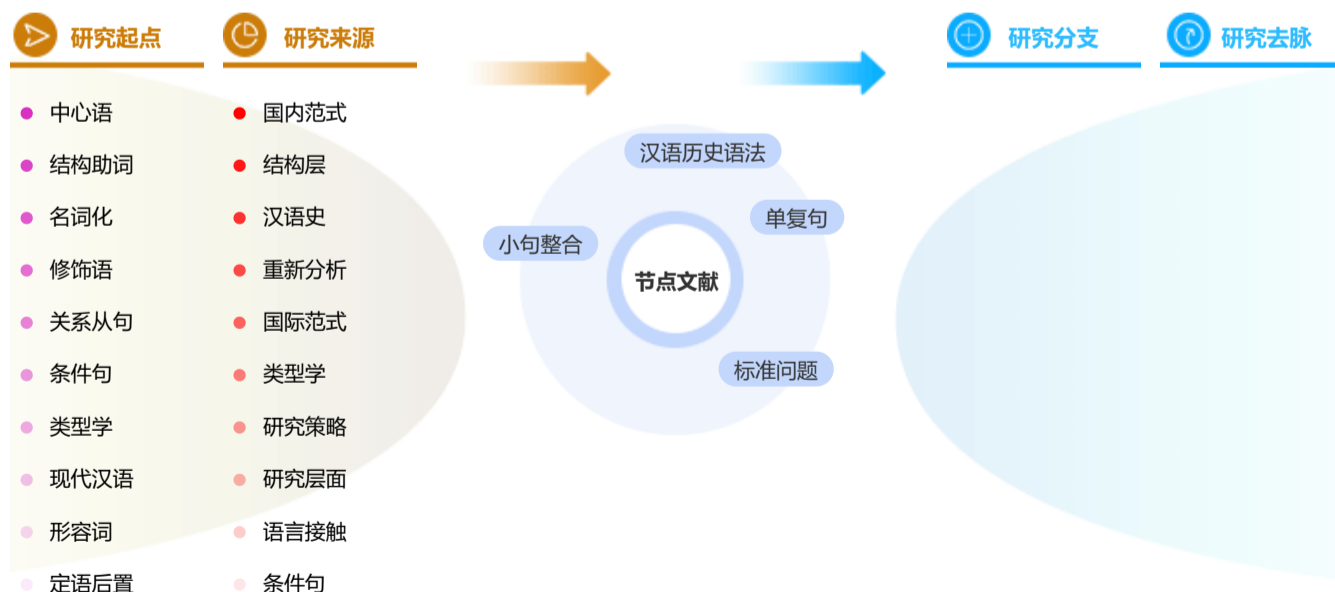 研究起点
研究来源
研究分支
研究去脉
中心语
结构助词
名词化
修饰语
关系从句
条件句
类型学
现代汉语
形容词
定语后置
国内范式
结构层
汉语史
重新分析
国际范式
类型学
研究策略
研究层面
语言接触
条件句
汉语历史语法
单复句
小句整合
节点文献
标准问题